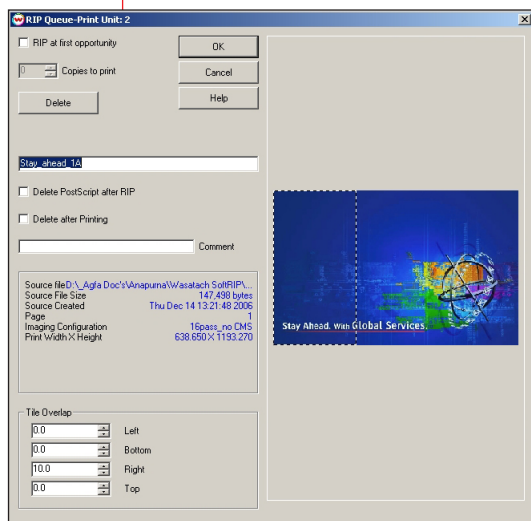 RIP Queue-Print Unit: 2
RIP at first opportunity
OK
0 Copies to print
Cancel
Delete
Help
Stay_ahead_1A
Delete PostScript after RIP
Delete after Printing
Comment
Source file D:\_Agfa Doc's\Anapurna\Wasatach SoftRIP\...
Source File Size 147,498 bytes
Source Created Thu Dec 14 13:21:48 2006
Page 1
Imaging Configuration 16pass_no CMS
Print Width X Height 638.650 X 1193.270
Stay Ahead. With Global Services.
Tile Overlap
0.0 Left
0.0 Bottom
10.0 Right
0.0 Top